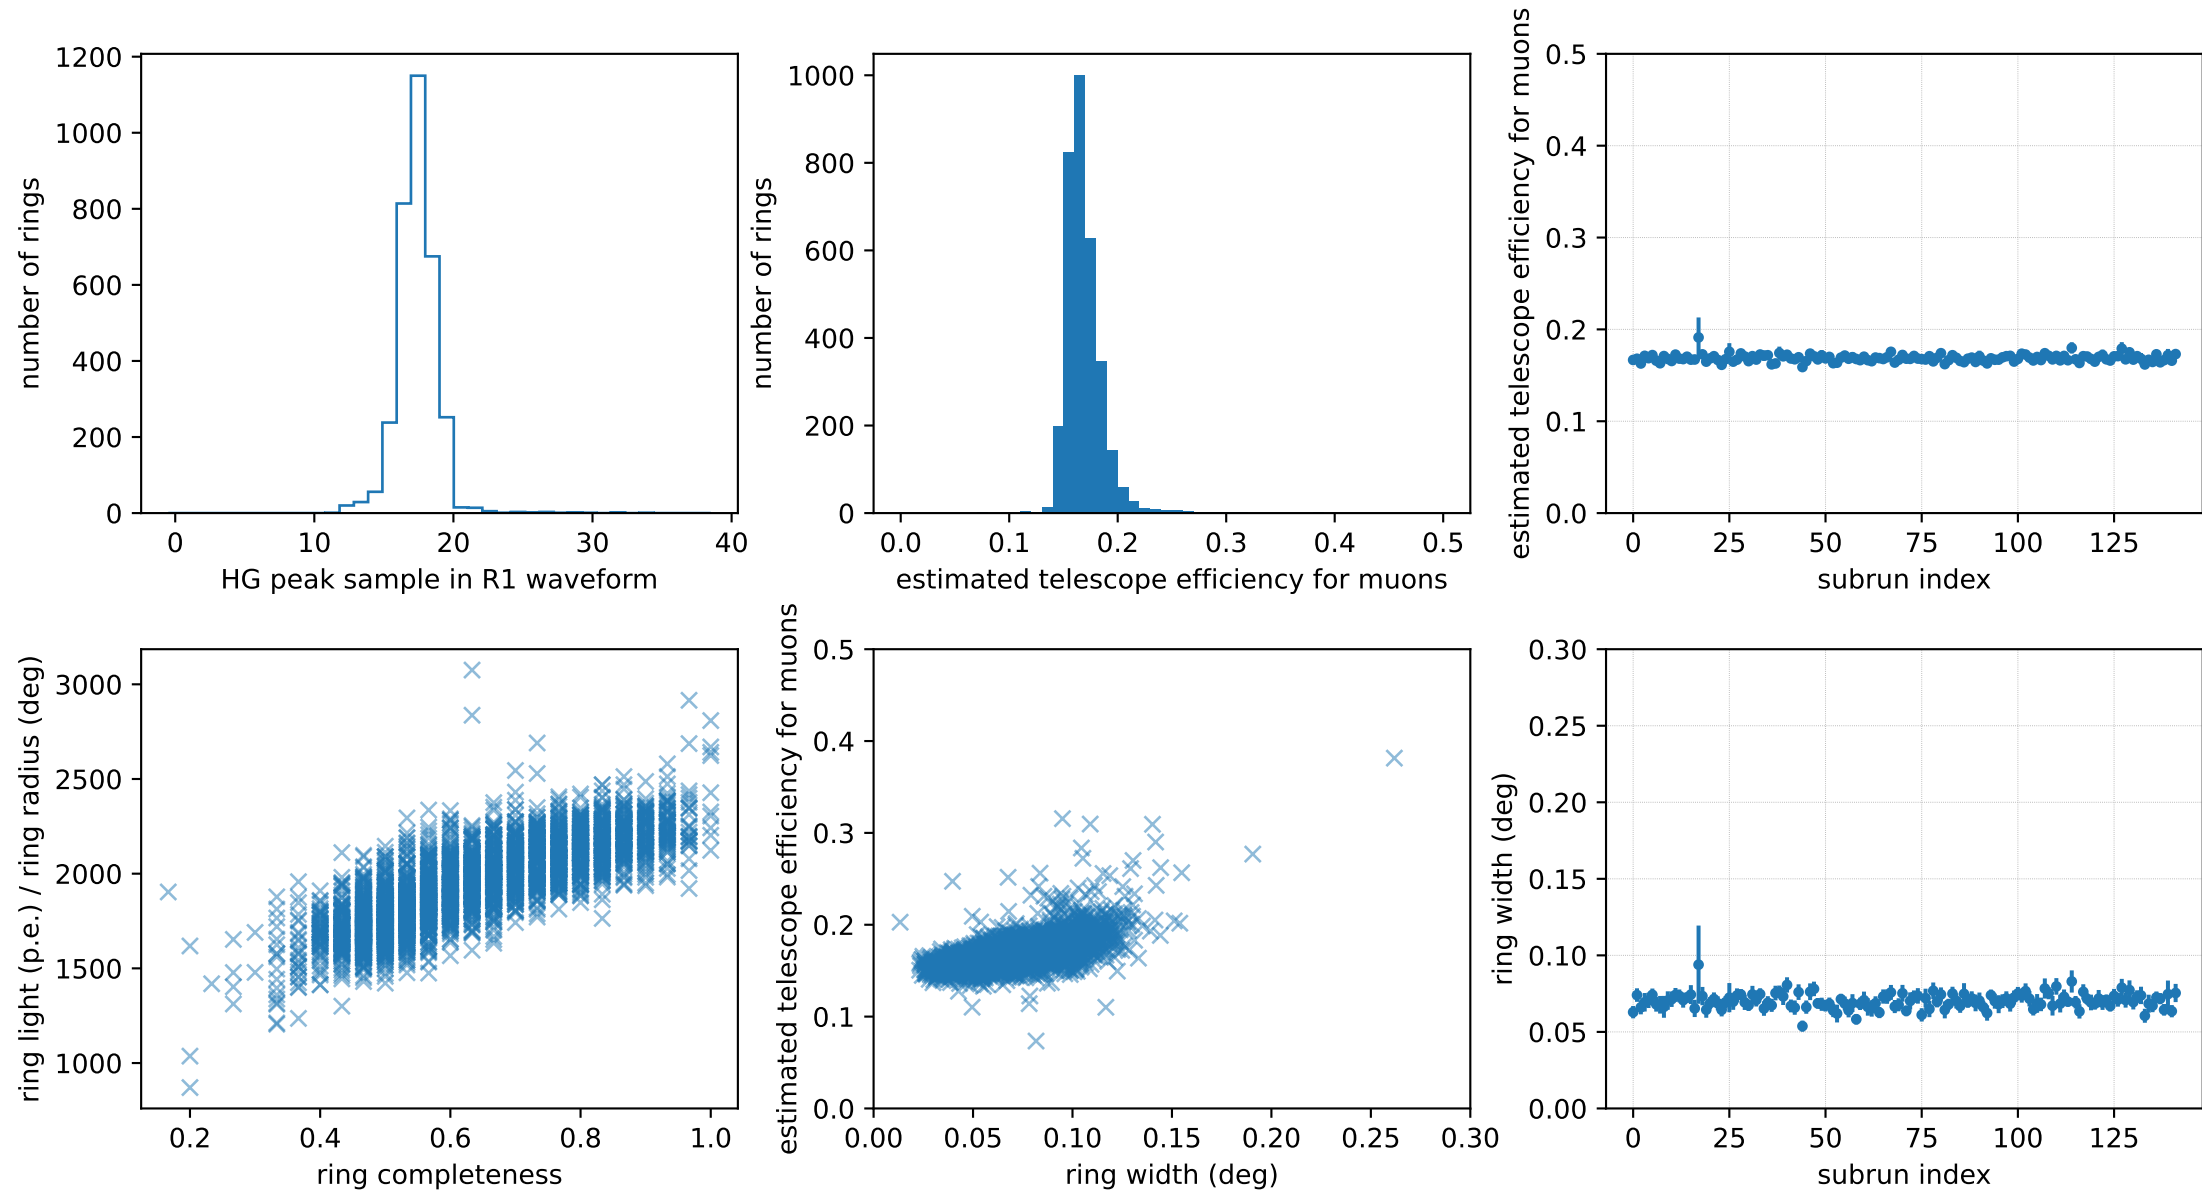 1200
1000
800
600
400
200
0
number of rings
0 10 20 30 40
HG peak sample in R1 waveform
1000
800
600
400
200
0
number of rings
0.0 0.1 0.2 0.3 0.4 0.5
estimated telescope efficiency for muons
0.5
0.4
0.3
0.2
0.1
0.0
estimated telescope efficiency for muons
0 25 50 75 100 125
subrun index
3000
2500
2000
1500
1000
ring light (p.e.) / ring radius (deg)
0.2 0.4 0.6 0.8 1.0
ring completeness
0.5
0.4
0.3
0.2
0.1
0.0
estimated telescope efficiency for muons
0.00 0.05 0.10 0.15 0.20 0.25 0.30
ring width (deg)
0.30
0.25
0.20
0.15
0.10
0.05
0.00
ring width (deg)
0 25 50 75 100 125
subrun index